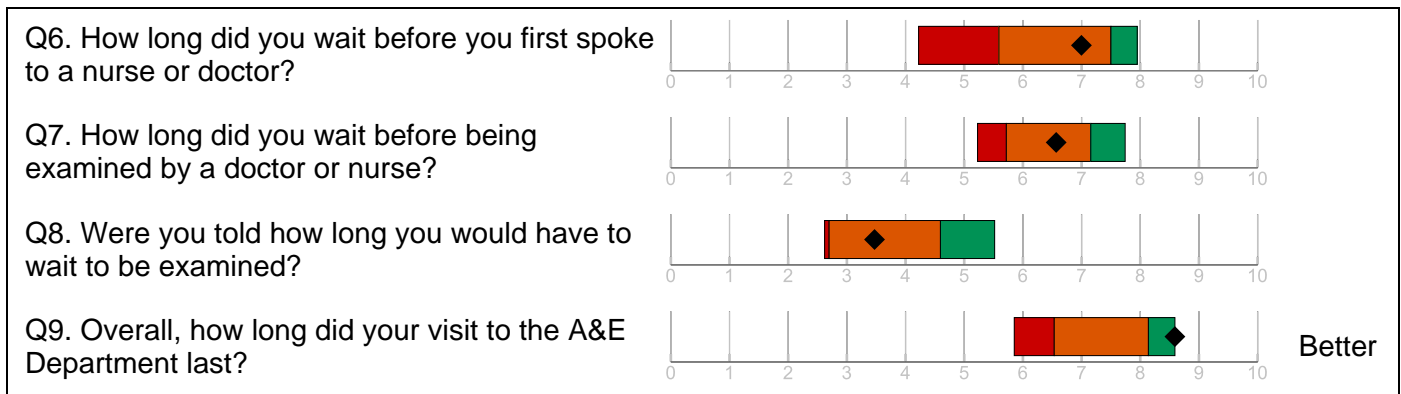 Q6. How long did you wait before you first spoke
to a nurse or doctor?
0 1 2 3 4 5 6 7 8 9 10
Q7. How long did you wait before being
examined by a doctor or nurse?
0 1 2 3 4 5 6 7 8 9 10
Q8. Were you told how long you would have to
wait to be examined?
0 1 2 3 4 5 6 7 8 9 10
Q9. Overall, how long did your visit to the A&E
Department last?
Better
0 1 2 3 4 5 6 7 8 9 10